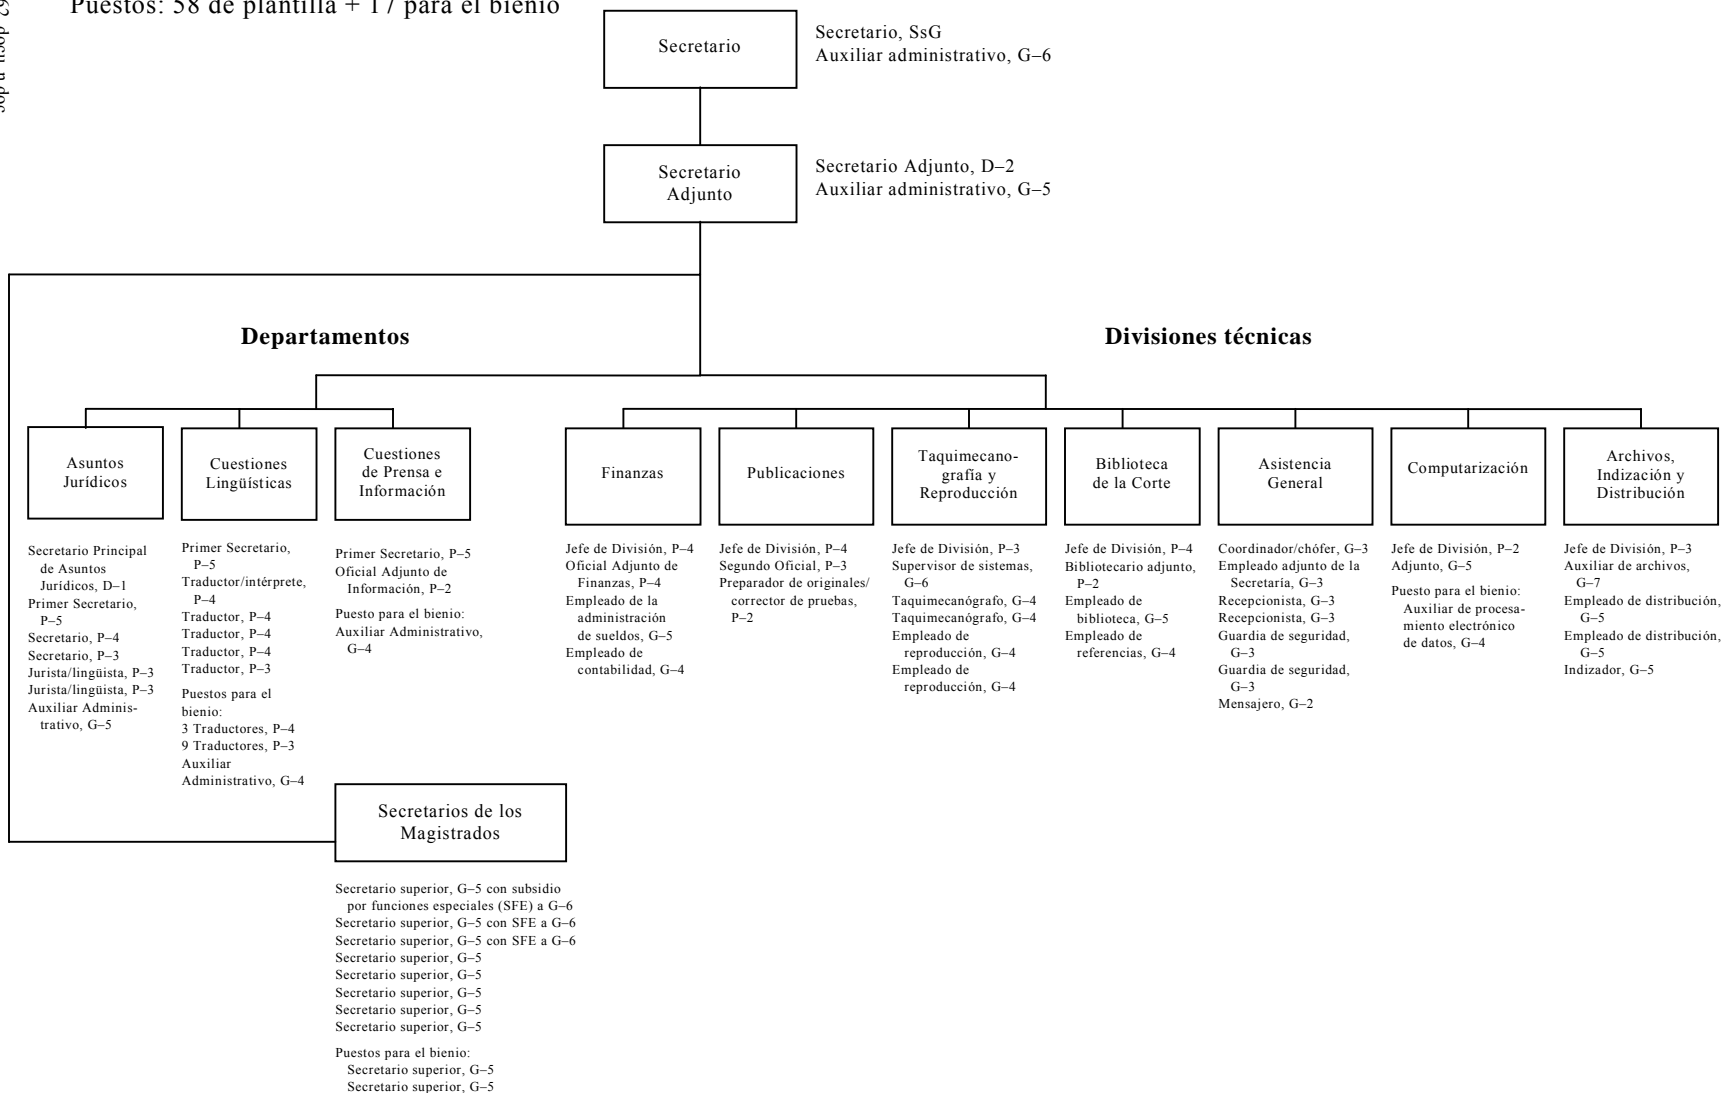 Puestos: 58 de plantilla + 17 para el bienio
Secretario
Secretario, SsG
Auxiliar administrativo, G–6
Secretario
Adjunto
Secretario Adjunto, D–2
Auxiliar administrativo, G–5
Departamentos
Divisiones técnicas
Asuntos
Jurídicos
Cuestiones
Lingüísticas
Cuestiones
de Prensa e
Información
Finanzas
Publicaciones
Taquimecano-
grafía y
Reproducción
Biblioteca
de la Corte
Asistencia
General
Computarización
Archivos,
Indización y
Distribución
Secretario Principal
de Asuntos
Jurídicos, D–1
Primer Secretario,
P–5
Secretario, P–4
Secretario, P–3
Jurista/lingüista, P–3
Jurista/lingüista, P–3
Auxiliar Adminis-
trativo, G–5
Primer Secretario,
P–5
Traductor/intérprete,
P–4
Traductor, P–4
Traductor, P–4
Traductor, P–4
Traductor, P–3
Puestos para el
bienio:
3 Traductores, P–4
9 Traductores, P–3
Auxiliar
Administrativo, G–4
Primer Secretario, P–5
Oficial Adjunto de
Información, P–2
Puesto para el bienio:
Auxiliar Administrativo,
G–4
Jefe de División, P–4
Oficial Adjunto de
Finanzas, P–4
Empleado de la
administración
de sueldos, G–5
Empleado de
contabilidad, G–4
Jefe de División, P–4
Segundo Oficial, P–3
Preparador de originales/
corrector de pruebas,
P–2
Jefe de División, P–3
Supervisor de sistemas,
G–6
Taquimecanógrafo, G–4
Taquimecanógrafo, G–4
Empleado de
reproducción, G–4
Empleado de
reproducción, G–4
Jefe de División, P–4
Bibliotecario adjunto,
P–2
Empleado de
biblioteca, G–5
Empleado de
referencias, G–4
Coordinador/chófer, G–3
Empleado adjunto de la
Secretaría, G–3
Recepcionista, G–3
Recepcionista, G–3
Guardia de seguridad,
G–3
Guardia de seguridad,
G–3
Mensajero, G–2
Jefe de División, P–2
Adjunto, G–5
Puesto para el bienio:
Auxiliar de procesa-
miento electrónico
de datos, G–4
Jefe de División, P–3
Auxiliar de archivos,
G–7
Empleado de distribución,
G–5
Empleado de distribución,
G–5
Indizador, G–5
Secretarios de los
Magistrados
Secretario superior, G–5 con subsidio
por funciones especiales (SFE) a G–6
Secretario superior, G–5 con SFE a G–6
Secretario superior, G–5 con SFE a G–6
Secretario superior, G–5
Secretario superior, G–5
Secretario superior, G–5
Secretario superior, G–5
Secretario superior, G–5
Puestos para el bienio:
Secretario superior, G–5
Secretario superior, G–5